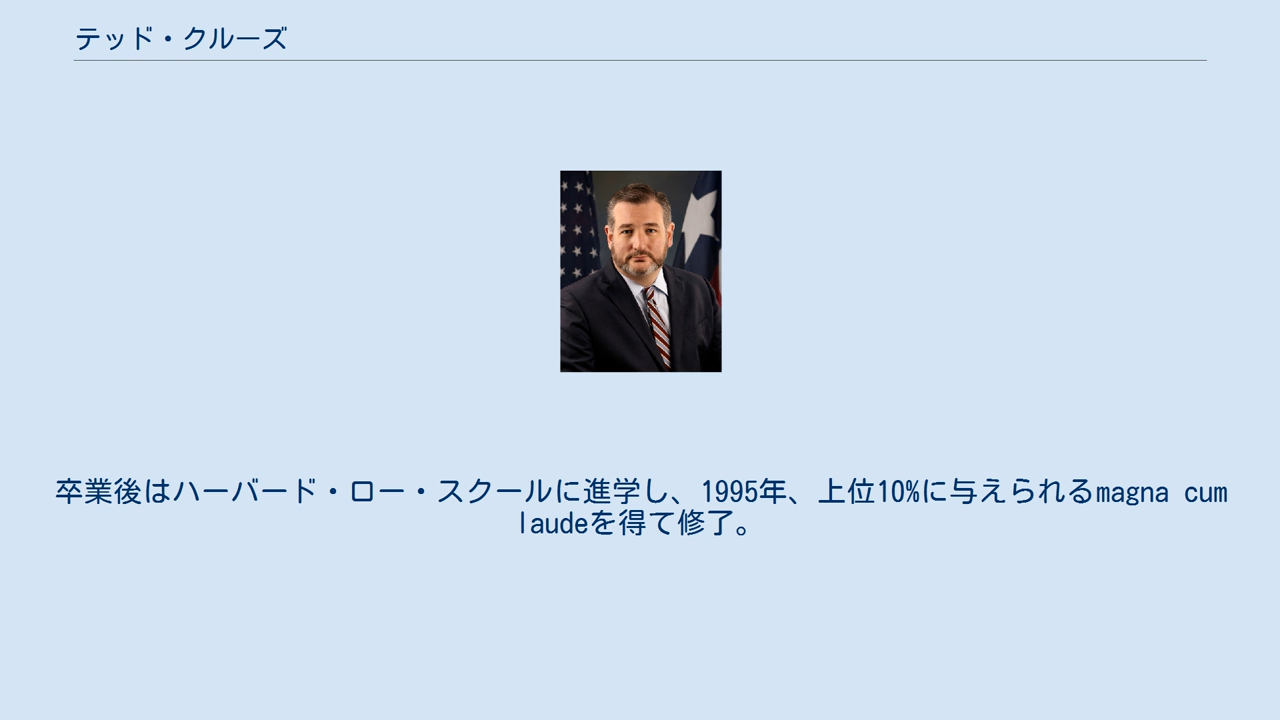 テッド・クルーズ
卒業後はハーバード・ロー・スクールに進学し、1995年、上位10%に与えられるmagna cum
laudeを得て修了。